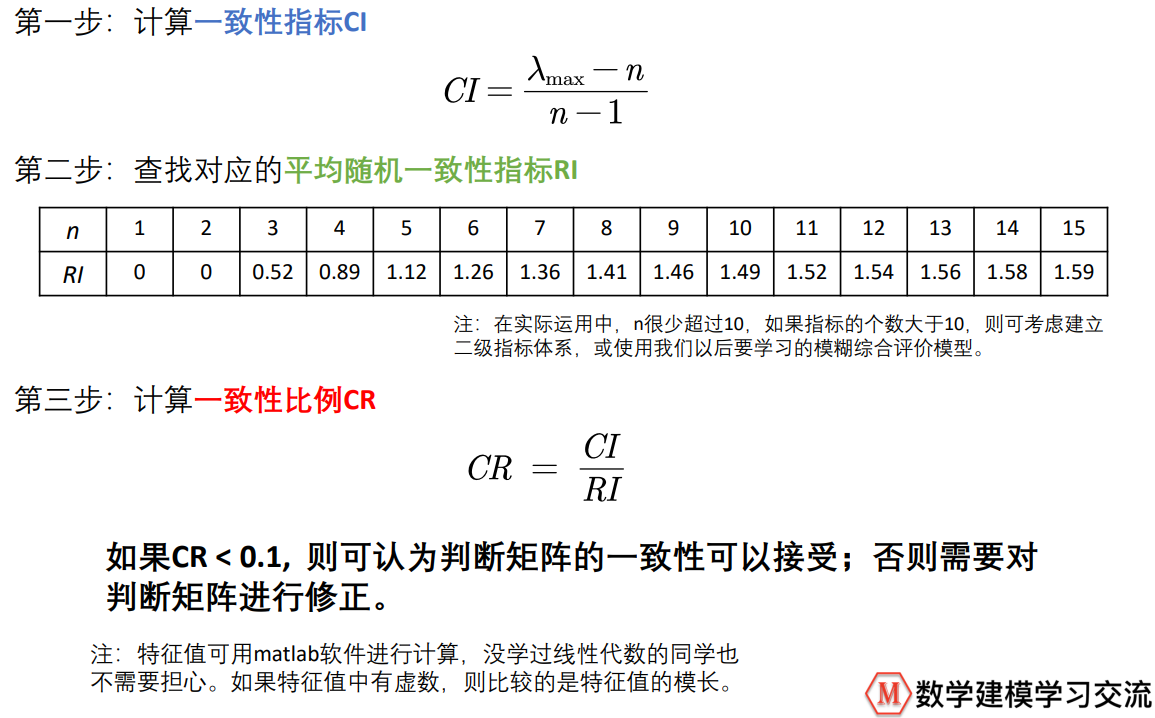 第一步：计算一致性指标CI
CI = (λmax − n) / (n − 1)
第二步：查找对应的平均随机一致性指标RI
n 1 2 3 4 5 6 7 8 9 10 11 12 13 14 15
RI 0 0 0.52 0.89 1.12 1.26 1.36 1.41 1.46 1.49 1.52 1.54 1.56 1.58 1.59
注：在实际运用中，n很少超过10，如果指标的个数大于10，则可考虑建立
二级指标体系，或使用我们以后要学习的模糊综合评价模型。
第三步：计算一致性比例CR
CR = CI / RI
如果CR < 0.1, 则可认为判断矩阵的一致性可以接受；否则需要对
判断矩阵进行修正。
注：特征值可用matlab软件进行计算，没学过线性代数的同学也
不需要担心。如果特征值中有虚数，则比较的是特征值的模长。
M 数学建模学习交流